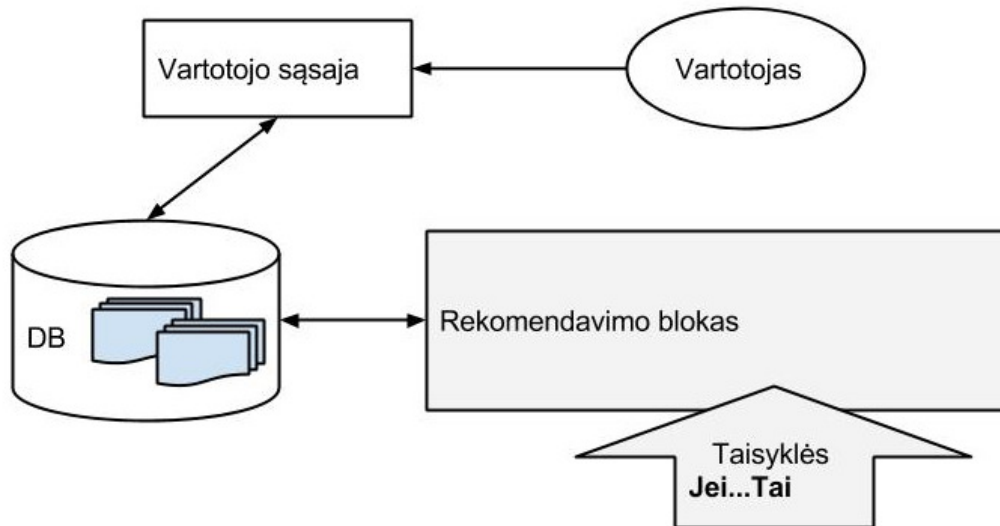 Vartotojo sąsaja
Vartotojas
DB
Rekomendavimo blokas
Taisyklės
Jei...Tai